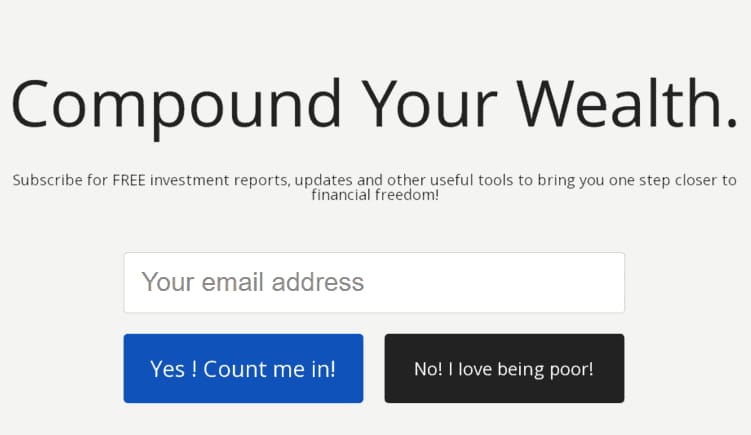 Compound Your Wealth.
Subscribe for FREE investment reports, updates and other useful tools to bring you one step closer to
financial freedom!
Your email address
Yes ! Count me in!
No! I love being poor!